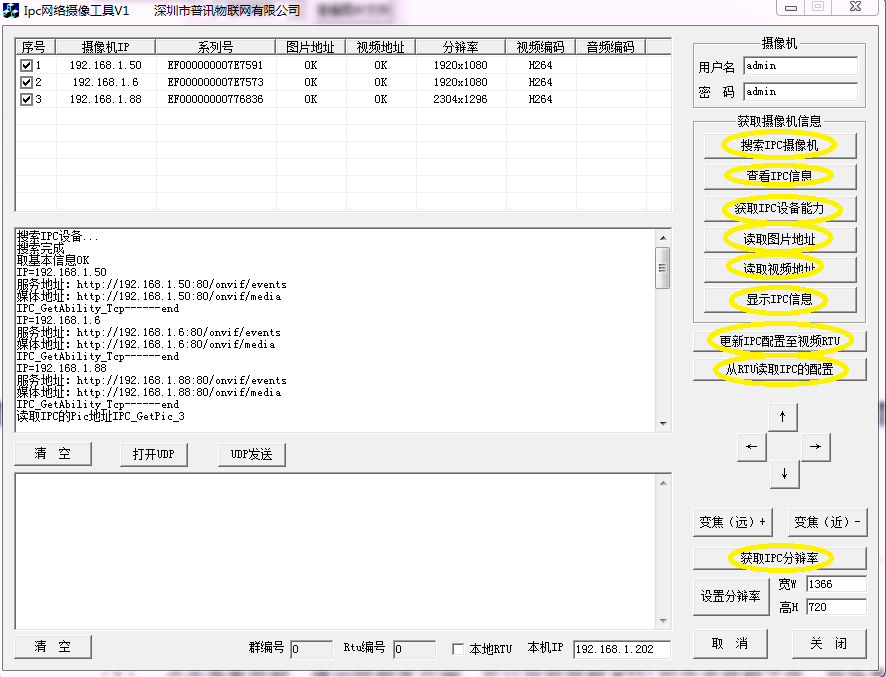 Ipc网络摄像工具V1 深圳市普讯物联网有限公司
序号 摄像机IP 系列号 图片地址 视频地址 分辩率 视频编码 音频编码
1 192.168.1.50 EF000000007E7591 OK OK 1920x1080 H264
2 192.168.1.6 EF000000007E7573 OK OK 1920x1080 H264
3 192.168.1.88 EF00000000776836 OK OK 2304x1296 H264
搜索IPC设备...
搜索完成
取基本信息OK
IP=192.168.1.50
服务地址: http://192.168.1.50:80/onvif/events
媒体地址: http://192.168.1.50:80/onvif/media
IPC_GetAbility_Tcp------end
IP=192.168.1.6
服务地址: http://192.168.1.6:80/onvif/events
媒体地址: http://192.168.1.6:80/onvif/media
IPC_GetAbility_Tcp------end
IP=192.168.1.88
服务地址: http://192.168.1.88:80/onvif/events
媒体地址: http://192.168.1.88:80/onvif/media
IPC_GetAbility_Tcp------end
读取IPC的Pic地址IPC_GetPic_3
清 空 打开UDP UDP发送
清 空 群编号 0 Rtu编号 0 本地RTU 本机IP 192.168.1.202
摄像机
用户名 admin
密 码 admin
获取摄像机信息
搜索IPC摄像机
查看IPC信息
获取IPC设备能力
读取图片地址
读取视频地址
显示IPC信息
更新IPC配置至视频RTU
从RTU读取IPC的配置
↑
← →
↓
变焦（远）+ 变焦（近）-
获取IPC分辩率
设置分辩率 宽W 1366
高H 720
取 消 关 闭